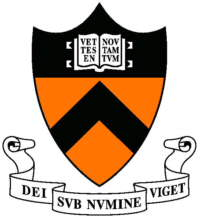 VET NOV
TES TAM
EN TVM
DEI SVB NVMINE VIGET